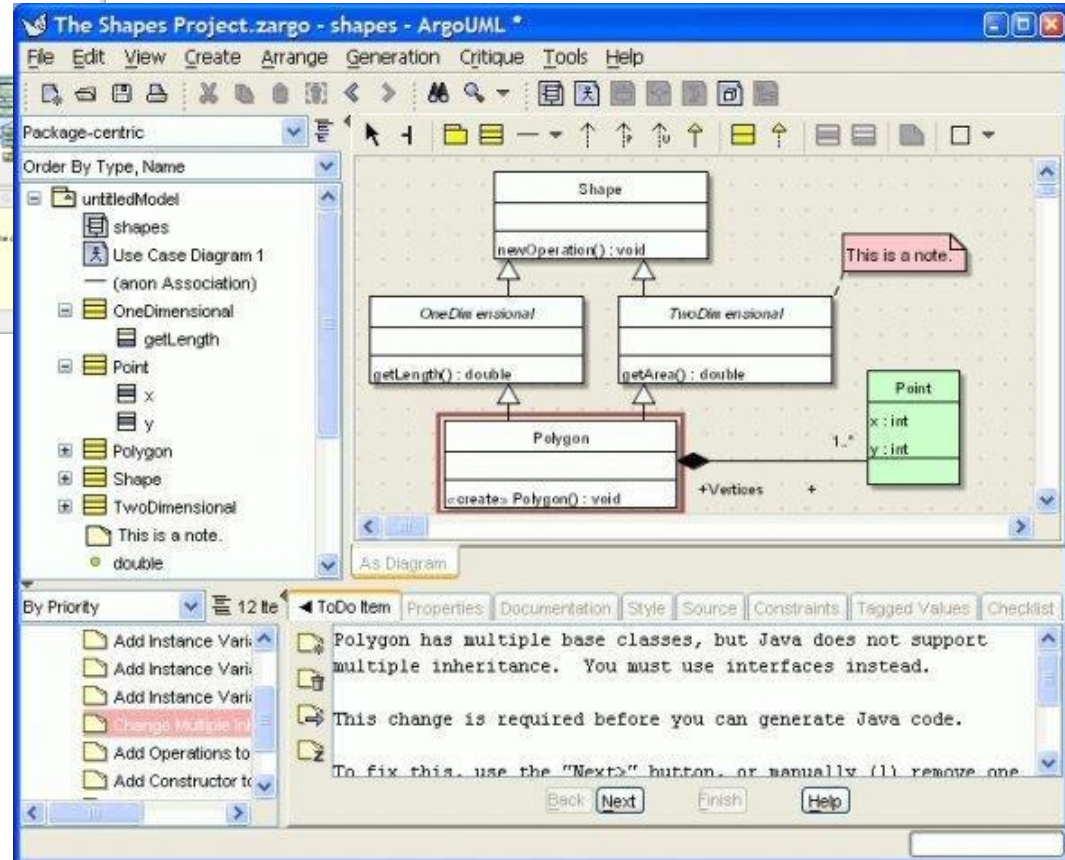 The Shapes Project.zargo - shapes - ArgoUML *
File Edit View Create Arrange Generation Critique Tools Help
Package-centric
Order By Type, Name
untitledModel
shapes
Use Case Diagram 1
(anon Association)
OneDimensional
getLength
Point
x
y
Polygon
Shape
TwoDimensional
This is a note.
double
Shape
newOperation() : void
This is a note.
OneDimensional
getLength() : double
TwoDimensional
getArea() : double
Point
x : int
y : int
Polygon
«create» Polygon() : void
1..*
+Vertices +
As Diagram
By Priority 12 Ite
Add Instance Vari
Add Instance Vari
Add Instance Vari
Change Multiple In
Add Operations to
Add Constructor to
ToDo Item Properties Documentation Style Source Constraints Tagged Values Checklist
Polygon has multiple base classes, but Java does not support
multiple inheritance. You must use interfaces instead.
This change is required before you can generate Java code.
To fix this, use the "Next>" button, or manually (1) remove one
Back Next Finish Help